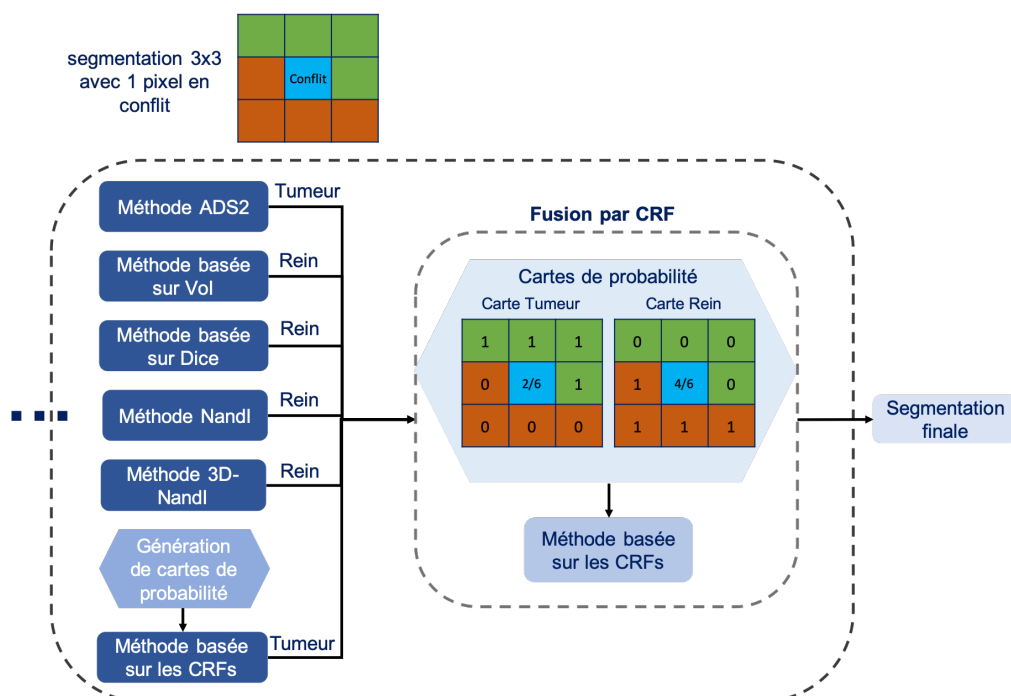 segmentation 3x3
avec 1 pixel en
conflit
Conflit
Méthode ADS2
Tumeur
Méthode basée
sur Vol
Rein
Méthode basée
sur Dice
Rein
Méthode Nandl
Rein
Méthode 3D-
Nandl
Rein
Génération
de cartes de
probabilité
Méthode basée
sur les CRFs
Tumeur
Fusion par CRF
Cartes de probabilité
Carte Tumeur
1 1 1
0 2/6 1
0 0 0
Carte Rein
0 0 0
1 4/6 0
1 1 1
Méthode basée
sur les CRFs
Segmentation
finale